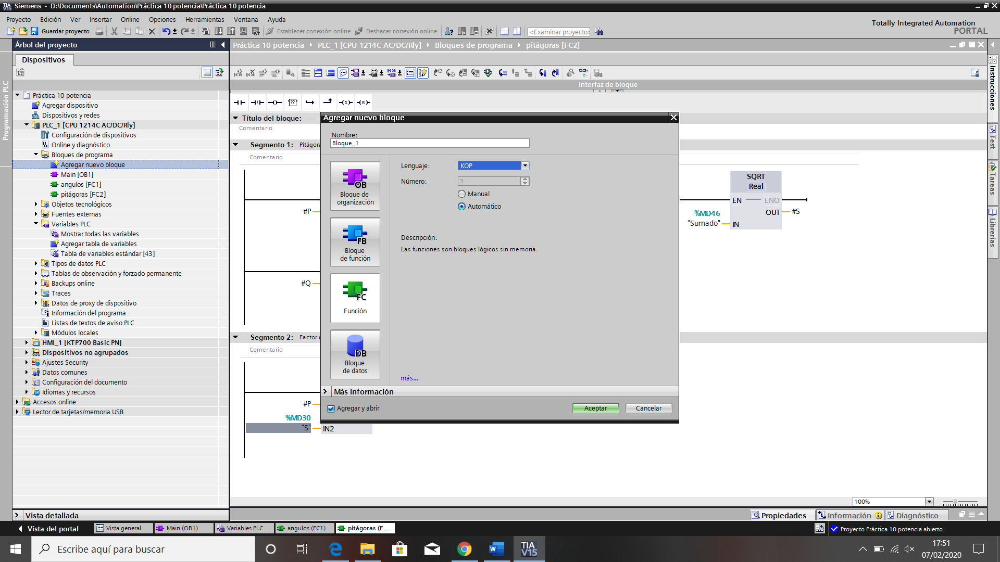 Siemens - D:\Documents\Automation\Práctica 10 potencia\Práctica 10 potencia
Proyecto Edición Ver Insertar Online Opciones Herramientas Ventana Ayuda
Totally Integrated Automation
PORTAL
Guardar proyecto
Establecer conexión online
Deshacer conexión online
<Examinar proyecto>
Árbol del proyecto
Práctica 10 potencia PLC_1 [CPU 1214C AC/DC/Rly] Bloques de programa pitágoras [FC2]
Dispositivos
Interfaz de bloque
Programación PLC
Práctica 10 potencia
Agregar dispositivo
Dispositivos y redes
PLC_1 [CPU 1214C AC/DC/Rly]
Configuración de dispositivos
Online y diagnóstico
Bloques de programa
Agregar nuevo bloque
Main [OB1]
angulos [FC1]
pitágoras [FC2]
Objetos tecnológicos
Fuentes externas
Variables PLC
Mostrar todas las variables
Agregar tabla de variables
Tabla de variables estándar [43]
Tipos de datos PLC
Tablas de observación y forzado permanente
Backups online
Traces
Datos de proxy de dispositivo
Información del programa
Listas de textos de aviso PLC
Módulos locales
HMI_1 [KTP700 Basic PN]
Dispositivos no agrupados
Ajustes Security
Datos comunes
Configuración del documento
Idiomas y recursos
Accesos online
Lector de tarjetas/memoria USB
Vista detallada
Título del bloque: .....
Comentario
Segmento 1: Pitágor
Comentario
#P
#Q
Segmento 2: Factor
Comentario
#P
%MD30
"S"
IN2
Agregar nuevo bloque
Nombre:
Bloque_1
OB
Bloque de
organización
FB
Bloque
de función
FC
Función
DB
Bloque
de datos
Lenguaje: KOP
Número: 3
Manual
Automático
Descripción:
Las funciones son bloques lógicos sin memoria.
más...
Más información
Agregar y abrir
Aceptar
Cancelar
SQRT
Real
EN
ENO
%MD46
"Sumado"
IN
OUT
#S
Instrucciones
Test
Tareas
Librerías
100%
Propiedades
Información
Diagnóstico
Vista del portal
Vista general
Main (OB1)
Variables PLC
angulos (FC1)
pitágoras (F...
Proyecto Práctica 10 potencia abierto.
Escribe aquí para buscar
TIA
V15
17:51
07/02/2020